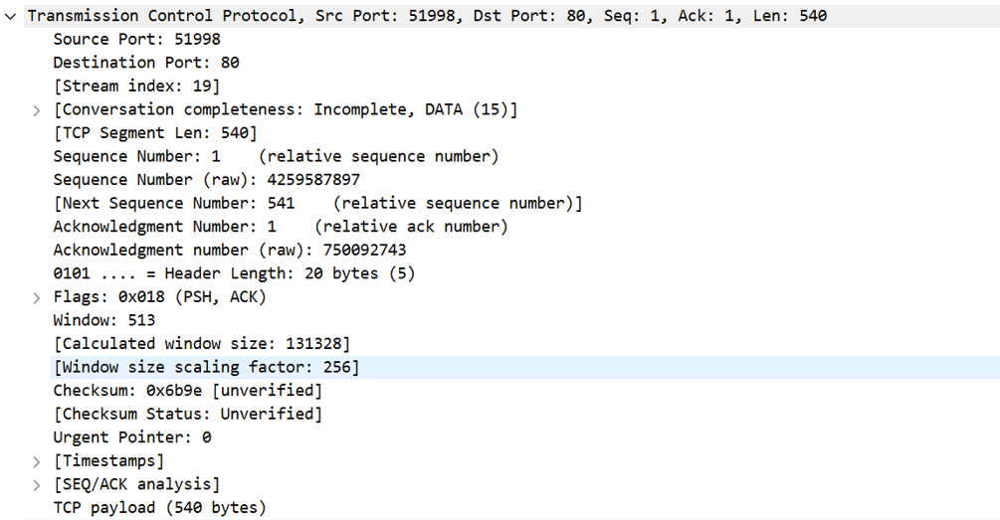 Transmission Control Protocol, Src Port: 51998, Dst Port: 80, Seq: 1, Ack: 1, Len: 540
Source Port: 51998
Destination Port: 80
[Stream index: 19]
[Conversation completeness: Incomplete, DATA (15)]
[TCP Segment Len: 540]
Sequence Number: 1    (relative sequence number)
Sequence Number (raw): 4259587897
[Next Sequence Number: 541    (relative sequence number)]
Acknowledgment Number: 1    (relative ack number)
Acknowledgment number (raw): 750092743
0101 .... = Header Length: 20 bytes (5)
Flags: 0x018 (PSH, ACK)
Window: 513
[Calculated window size: 131328]
[Window size scaling factor: 256]
Checksum: 0x6b9e [unverified]
[Checksum Status: Unverified]
Urgent Pointer: 0
[Timestamps]
[SEQ/ACK analysis]
TCP payload (540 bytes)